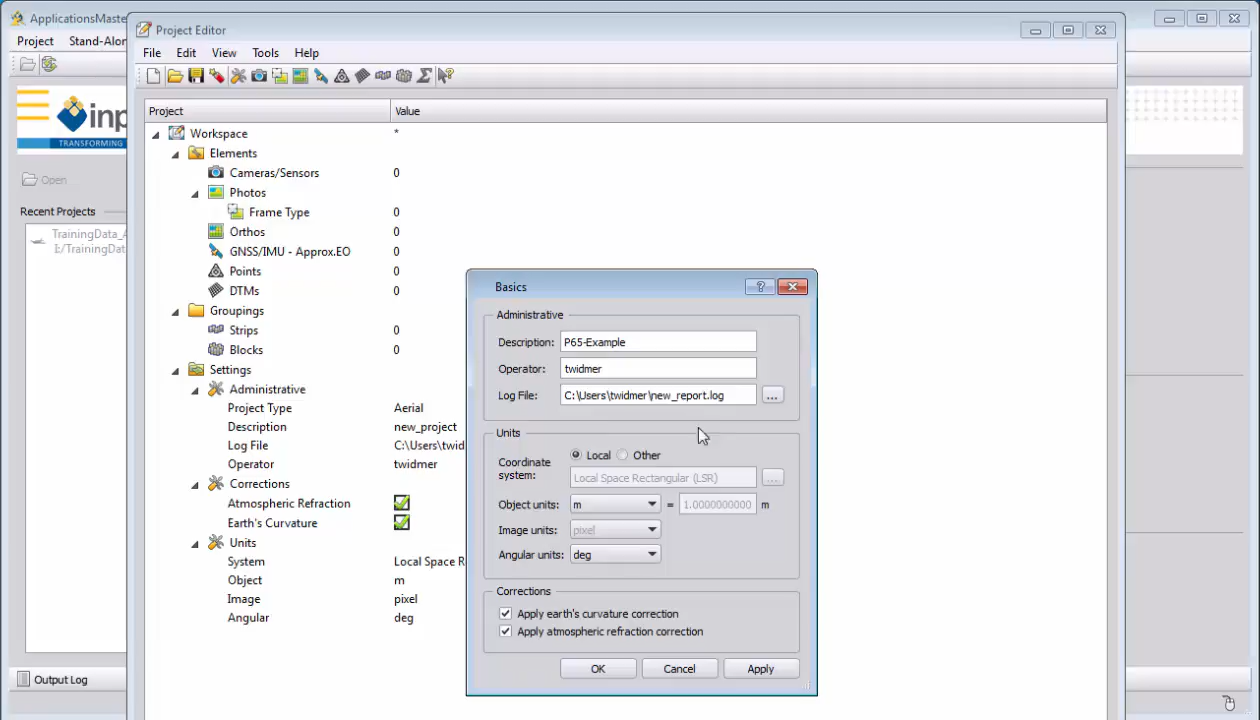 ApplicationsMaste
Project Stand-Alor
inp
TRANSFORMING
Open
Recent Projects
TrainingData_A
E:/TrainingDat
Output Log
Project Editor
File Edit View Tools Help
Project Value
Workspace *
Elements
Cameras/Sensors 0
Photos 0
Frame Type 0
Orthos 0
GNSS/IMU - Approx.EO 0
Points 0
DTMs 0
Groupings
Strips 0
Blocks 0
Settings
Administrative
Project Type Aerial
Description new_project
Log File C:\Users\twid
Operator twidmer
Corrections
Atmospheric Refraction
Earth's Curvature
Units
System Local Space R
Object m
Image pixel
Angular deg
Basics
Administrative
Description: P65-Example
Operator: twidmer
Log File: C:\Users\twidmer\new_report.log ...
Units
Coordinate system: Local Other
Local Space Rectangular (LSR) ...
Object units: m = 1.0000000000 m
Image units: pixel
Angular units: deg
Corrections
Apply earth's curvature correction
Apply atmospheric refraction correction
OK Cancel Apply